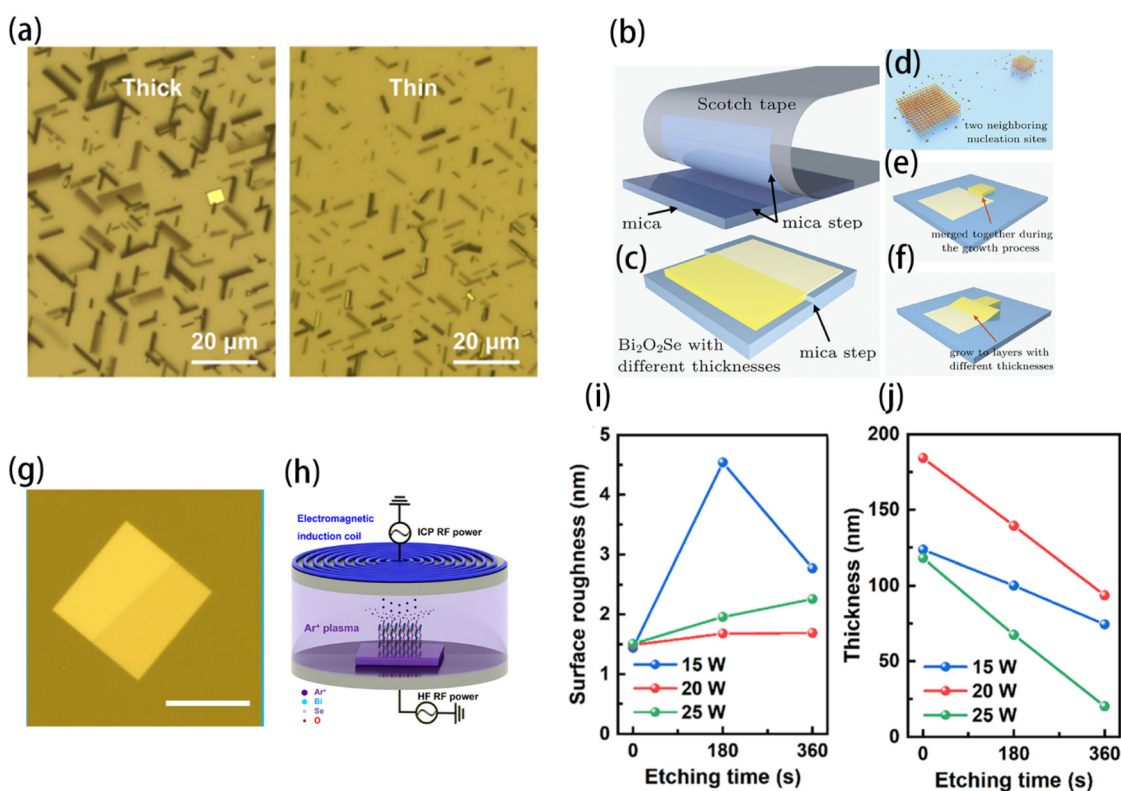 (a)
Thick
Thin
20 μm
20 μm
(b)
Scotch tape
mica
mica step
(c)
Bi₂O₂Se with
different thicknesses
mica step
(d)
two neighboring
nucleation sites
(e)
merged together during
the growth process
(f)
grow to layers with
different thicknesses
(g)
(h)
Electromagnetic
induction coil
ICP RF power
Ar⁺ plasma
HF RF power
Ar⁺
Bi
Se
O
(i)
Surface roughness (nm)
5
4
3
2
1
0
15 W
20 W
25 W
0 180 360
Etching time (s)
(j)
Thickness (nm)
200
150
100
50
0
15 W
20 W
25 W
0 180 360
Etching time (s)